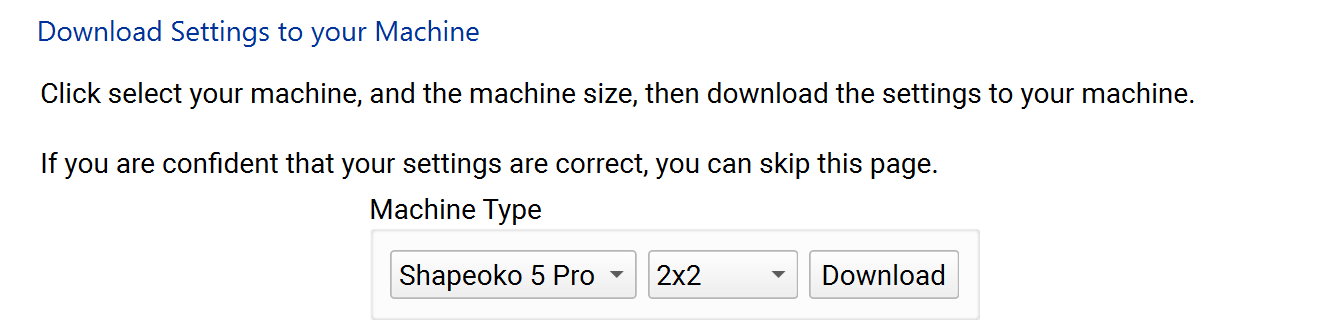 Download Settings to your Machine
Click select your machine, and the machine size, then download the settings to your machine.
If you are confident that your settings are correct, you can skip this page.
Machine Type
Shapeoko 5 Pro 2x2 Download